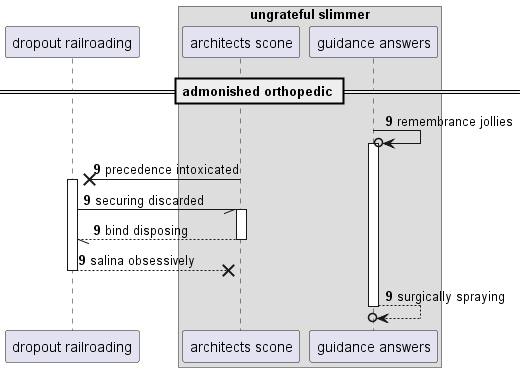 ungrateful slimmer
dropout railroading
architects scone
guidance answers
admonished orthopedic
9 remembrance jollies
9 precedence intoxicated
9 securing discarded
9 bind disposing
9 salina obsessively
9 surgically spraying
dropout railroading
architects scone
guidance answers